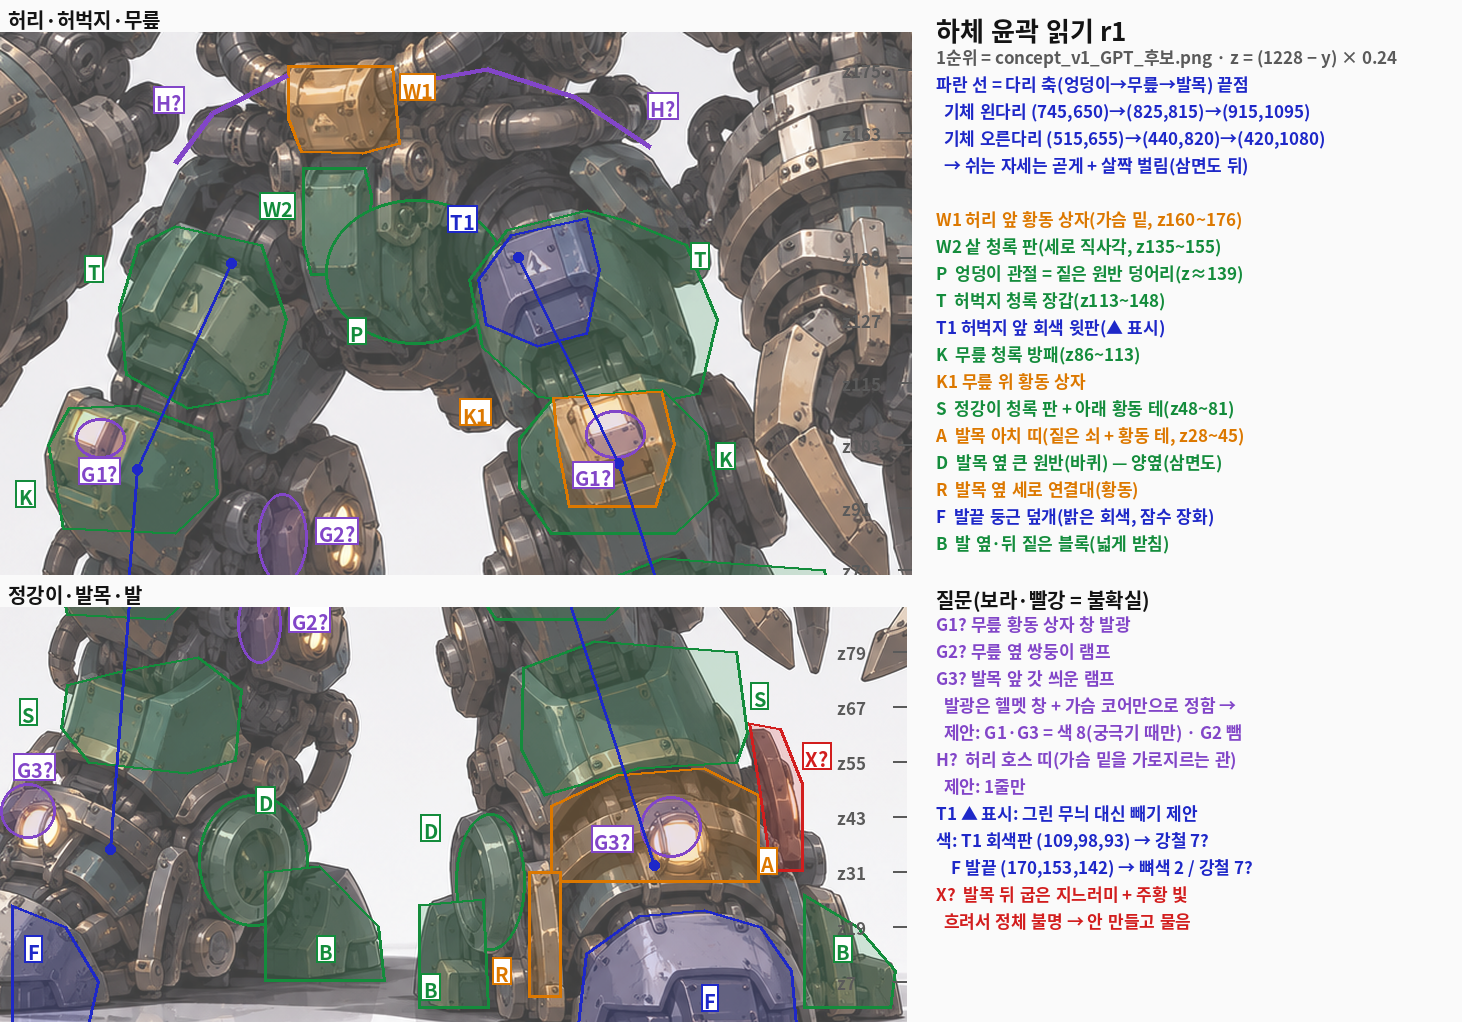 허리·허벅지·무릎
W1
H?
H?
W2
T1
T
T
P
K1
K
K
G1?
G1?
G2?
z175
z163
z115
정강이·발목·발
G2?
S
S
G3?
G3?
D
D
X?
A
F
F
B
B
B
R
z79
z67
z55
z43
z31
z19
z7
하체 윤곽 읽기 r1
1순위 = concept_v1_GPT_후보.png · z = (1228 − y) × 0.24
파란 선 = 다리 축(엉덩이→무릎→발목) 끝점
기체 왼다리 (745,650)→(825,815)→(915,1095)
기체 오른다리 (515,655)→(440,820)→(420,1080)
→ 쉬는 자세는 곧게 + 살짝 벌림(삼면도 뒤)
W1 허리 앞 황동 상자(가슴 밑, z160~176)
W2 샅 청록 판(세로 직사각, z135~155)
P 엉덩이 관절 = 짙은 원반 덩어리(z≈139)
T 허벅지 청록 장갑(z113~148)
T1 허벅지 앞 회색 윗판(▲ 표시)
K 무릎 청록 방패(z86~113)
K1 무릎 위 황동 상자
S 정강이 청록 판 + 아래 황동 테(z48~81)
A 발목 아치 띠(짙은 쇠 + 황동 테, z28~45)
D 발목 옆 큰 원반(바퀴) — 양옆(삼면도)
R 발목 옆 세로 연결대(황동)
F 발끝 둥근 덮개(밝은 회색, 잠수 장화)
B 발 옆·뒤 짙은 블록(넓게 받침)
질문(보라·빨강 = 불확실)
G1? 무릎 황동 상자 창 발광
G2? 무릎 옆 쌍둥이 램프
G3? 발목 앞 갓 씌운 램프
발광은 헬멧 창 + 가슴 코어만으로 정함 →
제안: G1·G3 = 색 8(궁극기 때만) · G2 뺌
H? 허리 호스 띠(가슴 밑을 가로지르는 관)
제안: 1줄만
T1 ▲ 표시: 그린 무늬 대신 빼기 제안
색: T1 회색판 (109,98,93) → 강철 7?
F 발끝 (170,153,142) → 뼈색 2 / 강철 7?
X? 발목 뒤 굽은 지느러미 + 주황 빛
흐려서 정체 불명 → 안 만들고 물음